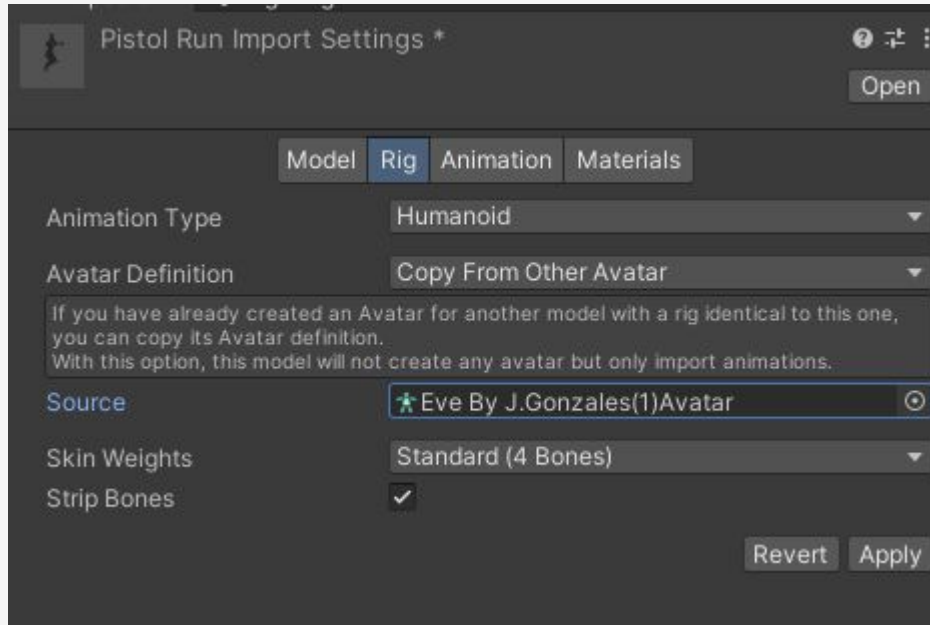 Pistol Run Import Settings *
Open
Model Rig Animation Materials
Animation Type Humanoid
Avatar Definition Copy From Other Avatar
If you have already created an Avatar for another model with a rig identical to this one,
you can copy its Avatar definition.
With this option, this model will not create any avatar but only import animations.
Source Eve By J.Gonzales(1)Avatar
Skin Weights Standard (4 Bones)
Strip Bones
Revert Apply